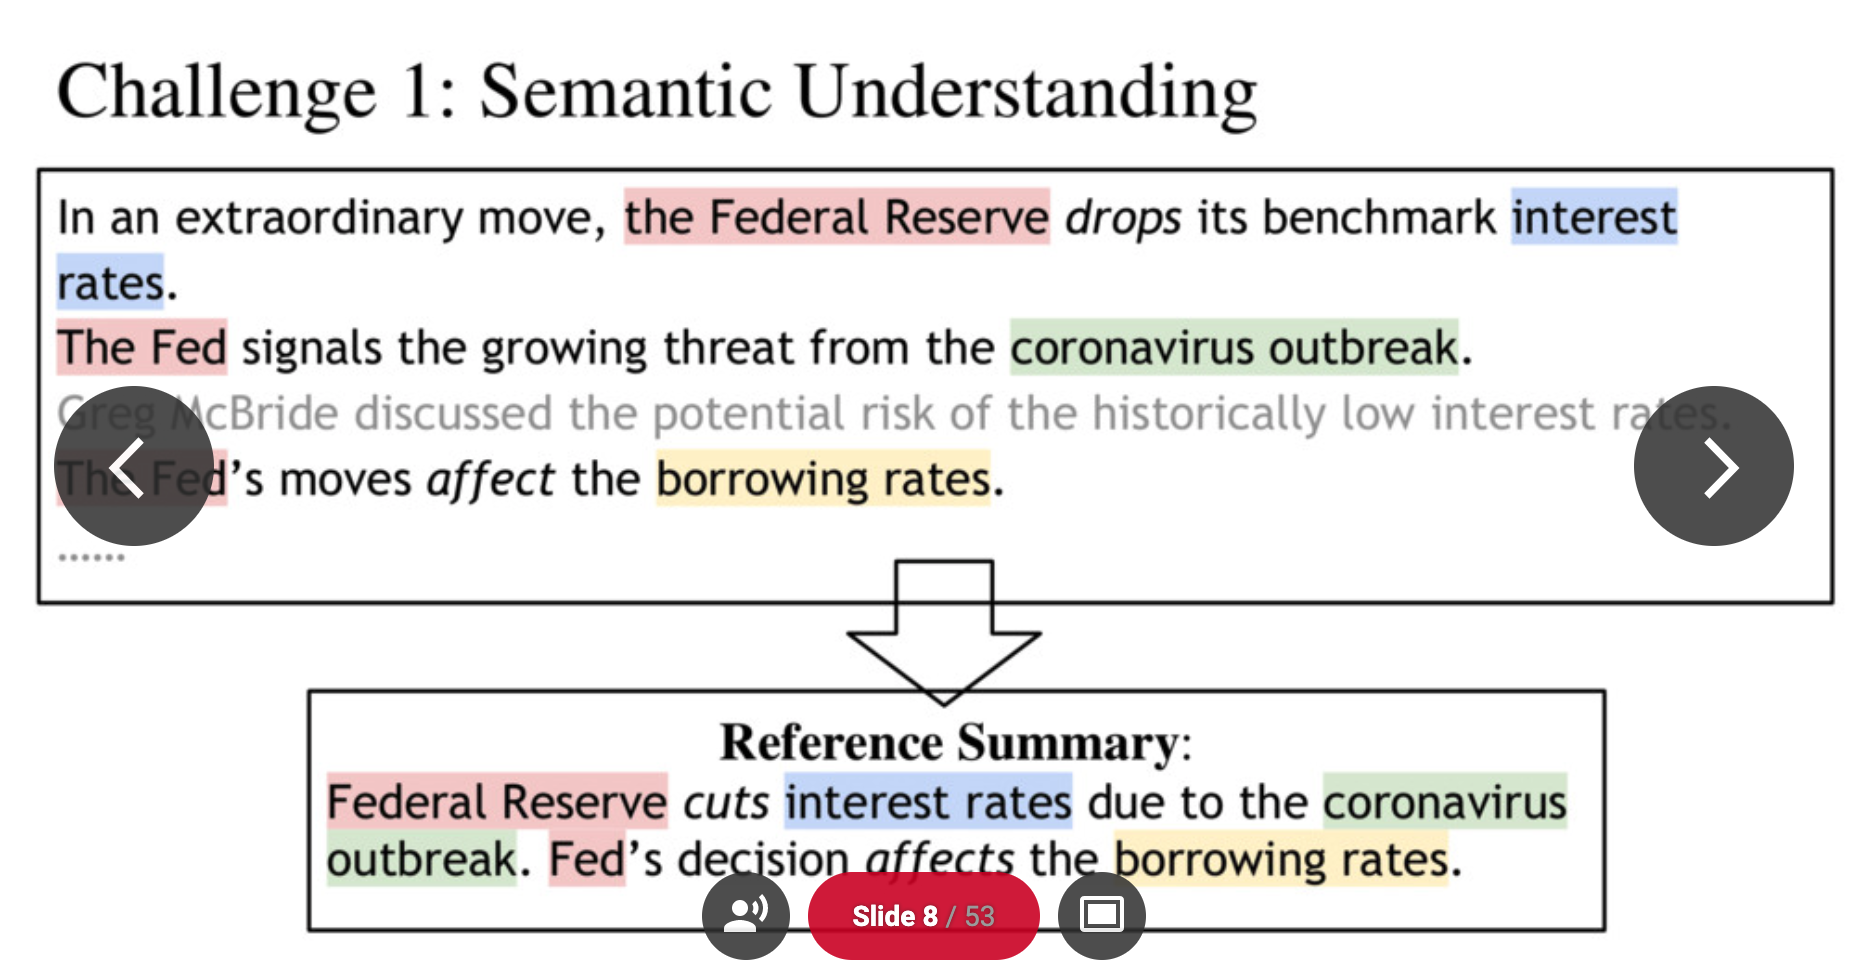 Challenge 1: Semantic Understanding
In an extraordinary move, the Federal Reserve drops its benchmark interest
rates.
The Fed signals the growing threat from the coronavirus outbreak.
Greg McBride discussed the potential risk of the historically low interest rates.
The Fed’s moves affect the borrowing rates.
......
Reference Summary:
Federal Reserve cuts interest rates due to the coronavirus
outbreak. Fed’s decision affects the borrowing rates.
Slide 8 / 53